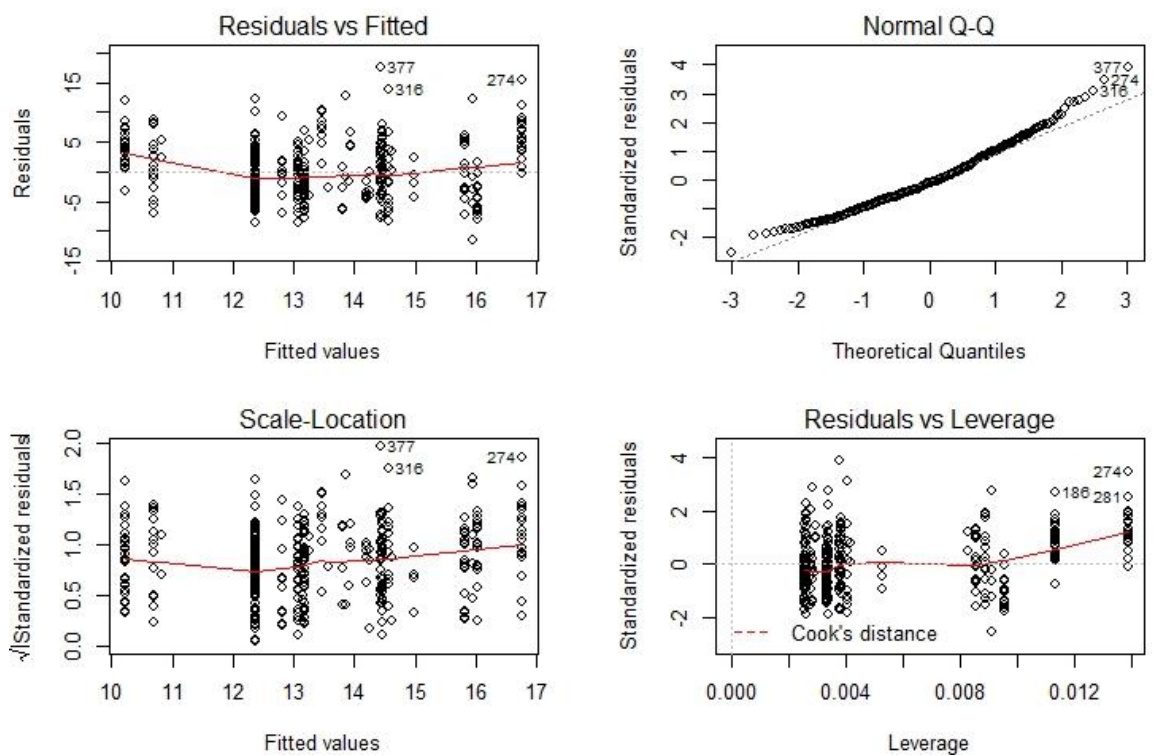 Residuals vs Fitted
Residuals
15
5
-5
-15
377
316
274
10 11 12 13 14 15 16 17
Fitted values
Normal Q-Q
Standardized residuals
4
3
2
1
0
-2
377
274
316
-3 -2 -1 0 1 2 3
Theoretical Quantiles
Scale-Location
√|Standardized residuals|
2.0
1.5
1.0
0.5
0.0
377
316
274
10 11 12 13 14 15 16 17
Fitted values
Residuals vs Leverage
Standardized residuals
4
2
0
-2
274
186
281
Cook's distance
0.000 0.004 0.008 0.012
Leverage